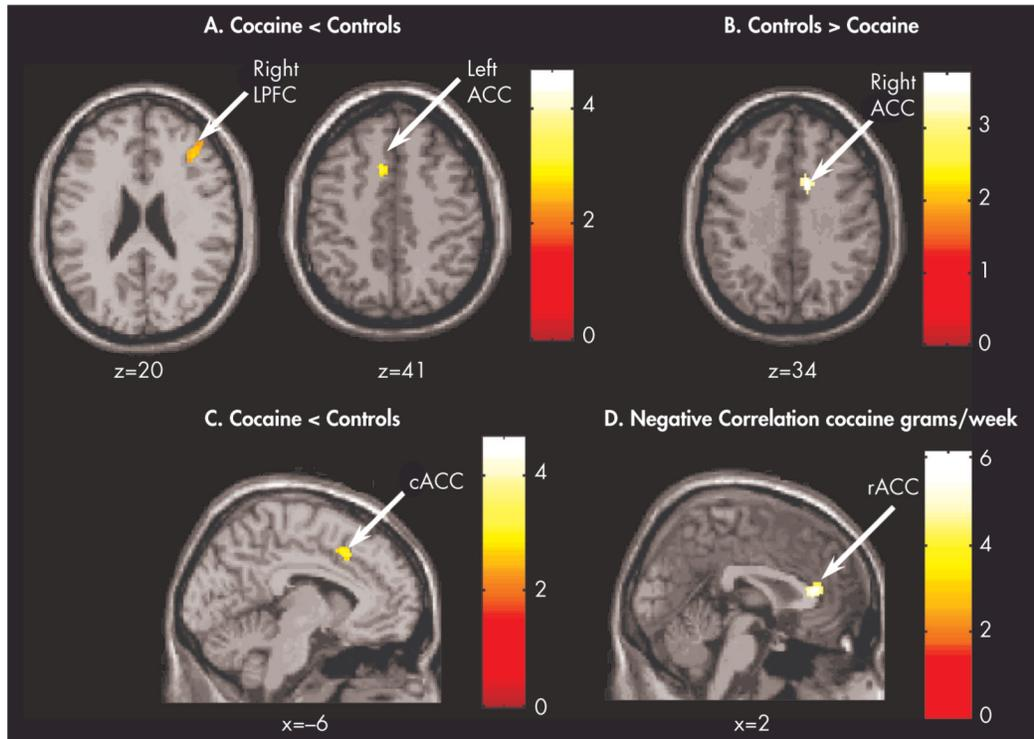 A. Cocaine < Controls
Right
LPFC
Left
ACC
4
2
0
z=20
z=41
B. Controls > Cocaine
Right
ACC
3
2
1
0
z=34
C. Cocaine < Controls
cACC
4
2
0
x=–6
D. Negative Correlation cocaine grams/week
rACC
6
4
2
0
x=2